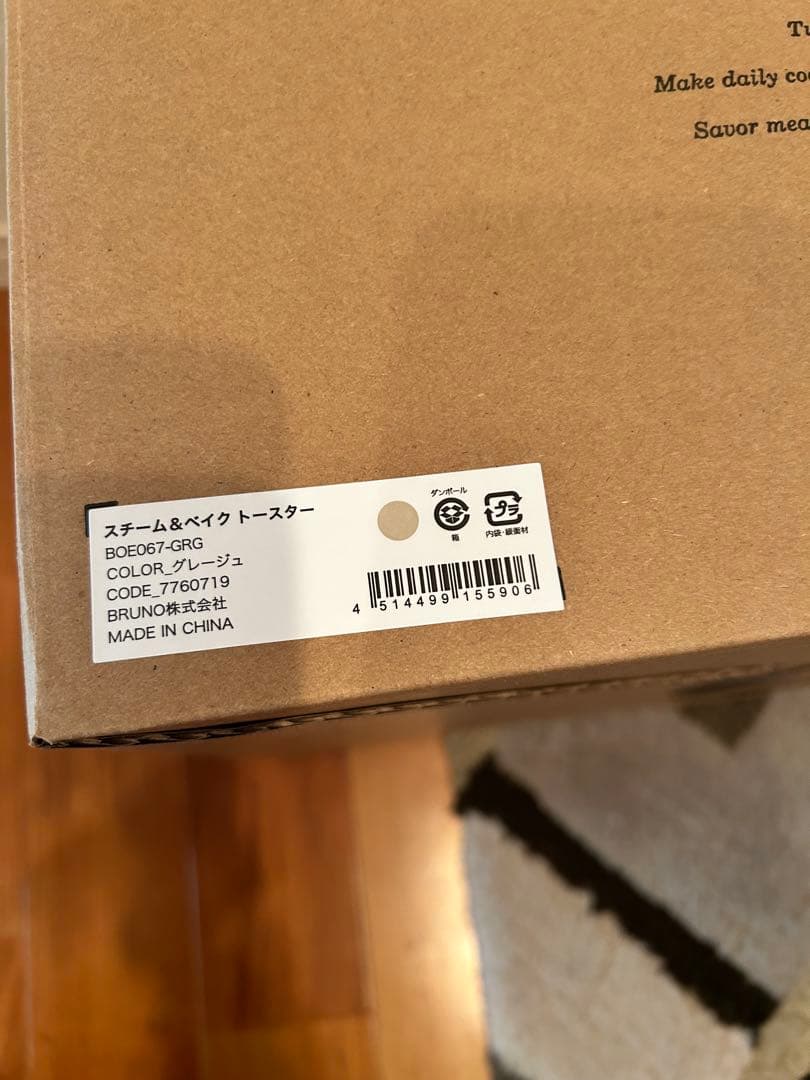 Make daily
Savor
スチーム&ベイク トースター
BOE067-GRG
COLOR_グレージュ
CODE_7760719
BRUNO株式会社
MADE IN CHINA
ダンボール
箱
プラ
内袋・緩衝材
4 514499 155906